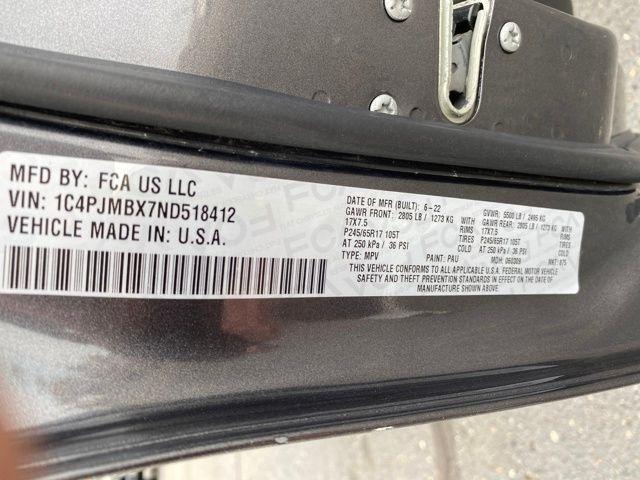 MFD BY: FCA US LLC
VIN: 1C4PJMBX7ND518412
VEHICLE MADE IN: U.S.A.
DATE OF MFR (BUILT): 6-22 GVWR: 5500 LB / 2495 KG
GAWR FRONT: 2805 LB / 1273 KG WITH GAWR REAR: 2805 LB / 1273 KG WITH
17X7.5 RIMS 17X7.5 RIMS
P245/65R17 105T TIRES P245/65R17 105T TIRES
AT 250 kPa / 36 PSI COLD AT 250 kPa / 36 PSI COLD
TYPE: MPV PAINT: PAU MDH: 060309 MKT: 875
THIS VEHICLE CONFORMS TO ALL APPLICABLE U.S.A. FEDERAL MOTOR VEHICLE
SAFETY AND THEFT PREVENTION STANDARDS IN EFFECT ON THE DATE OF
MANUFACTURE SHOWN ABOVE.